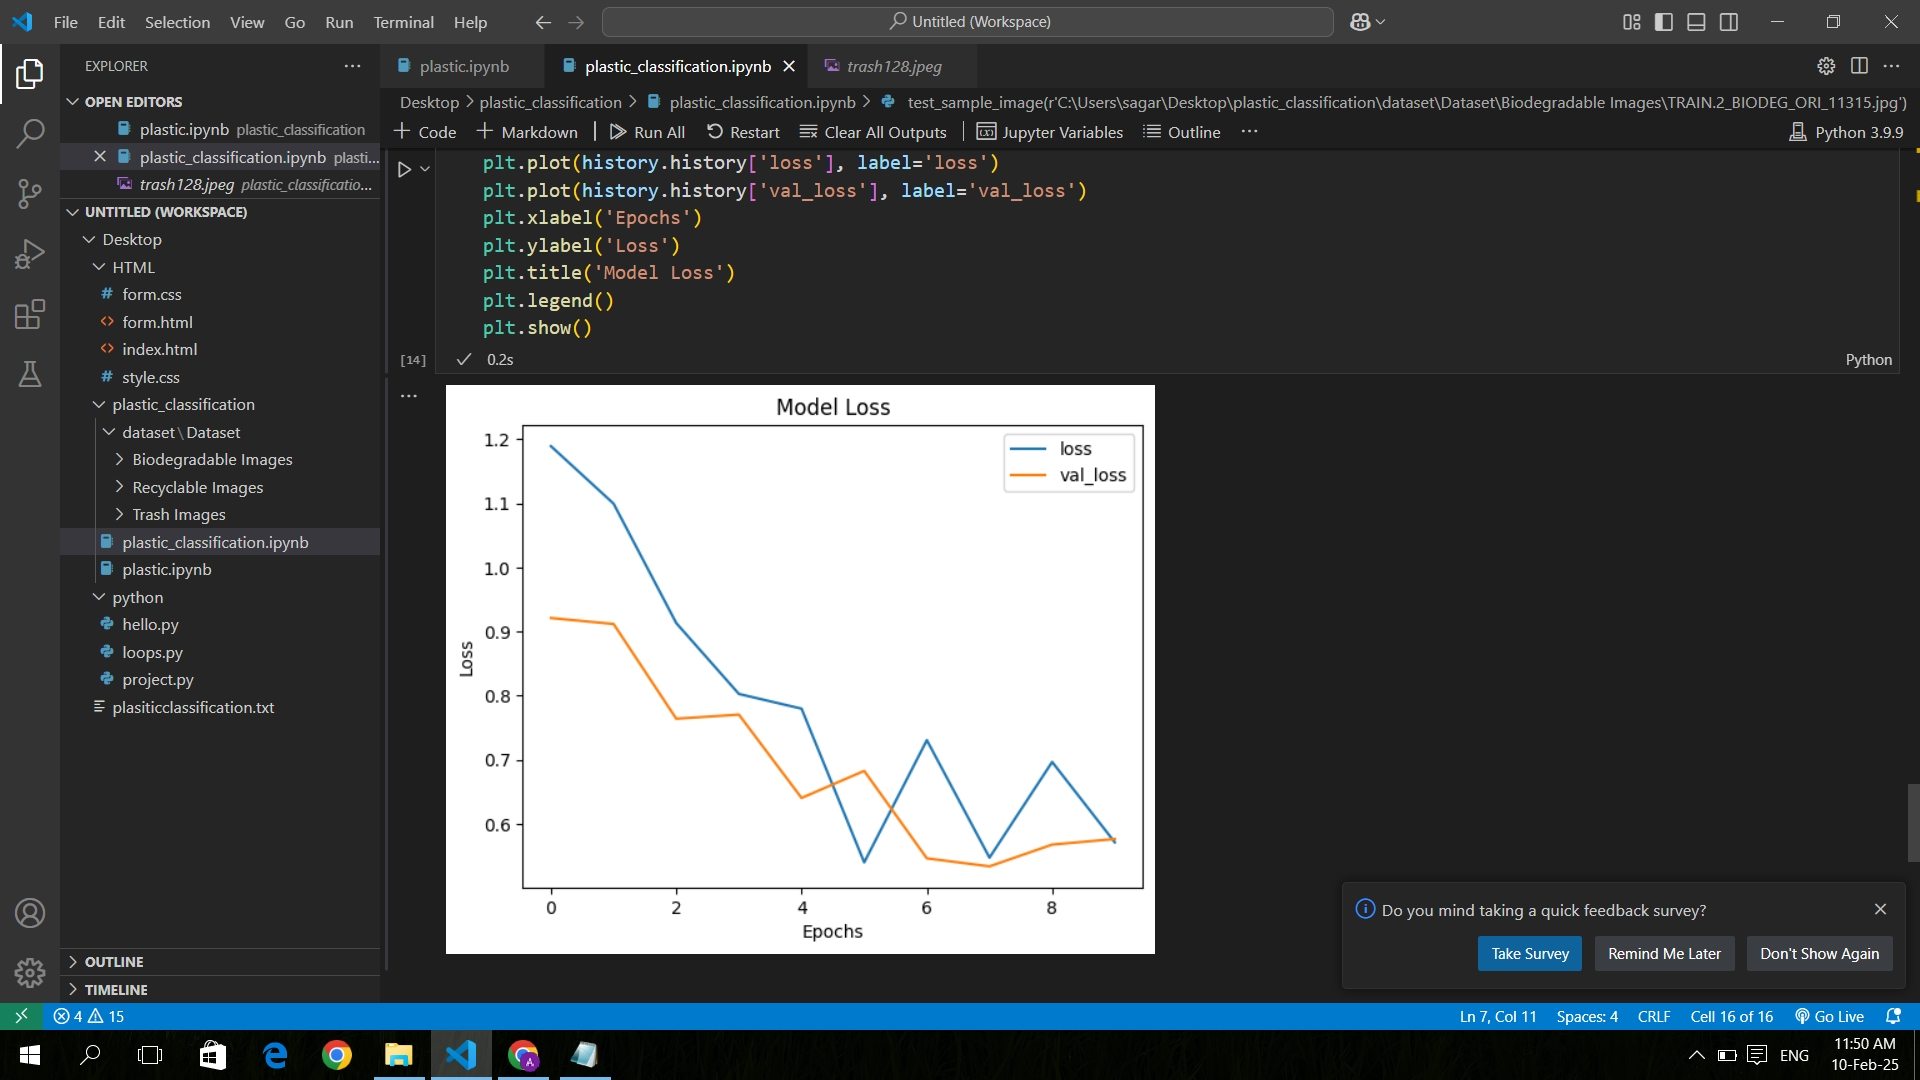 File Edit Selection View Go Run Terminal Help
Untitled (Workspace)
EXPLORER
OPEN EDITORS
plastic.ipynb plastic_classification
plastic_classification.ipynb plasti...
trash128.jpeg plastic_classificatio...
UNTITLED (WORKSPACE)
Desktop
HTML
form.css
form.html
index.html
style.css
plastic_classification
dataset\Dataset
Biodegradable Images
Recyclable Images
Trash Images
plastic_classification.ipynb
plastic.ipynb
python
hello.py
loops.py
project.py
plasiticclassification.txt
OUTLINE
TIMELINE
plastic.ipynb
plastic_classification.ipynb
trash128.jpeg
Desktop > plastic_classification > plastic_classification.ipynb > test_sample_image(r'C:\Users\sagar\Desktop\plastic_classification\dataset\Dataset\Biodegradable Images\TRAIN.2_BIODEG_ORI_11315.jpg')
+ Code + Markdown Run All Restart Clear All Outputs Jupyter Variables Outline ... Python 3.9.9
plt.plot(history.history['loss'], label='loss')
plt.plot(history.history['val_loss'], label='val_loss')
plt.xlabel('Epochs')
plt.ylabel('Loss')
plt.title('Model Loss')
plt.legend()
plt.show()
[14] 0.2s Python
Model Loss
loss
val_loss
1.2
1.1
1.0
0.9
0.8
0.7
0.6
Loss
0 2 4 6 8
Epochs
Do you mind taking a quick feedback survey?
Take Survey Remind Me Later Don't Show Again
4 15
Ln 7, Col 11 Spaces: 4 CRLF Cell 16 of 16 Go Live
A
ENG
11:50 AM
10-Feb-25